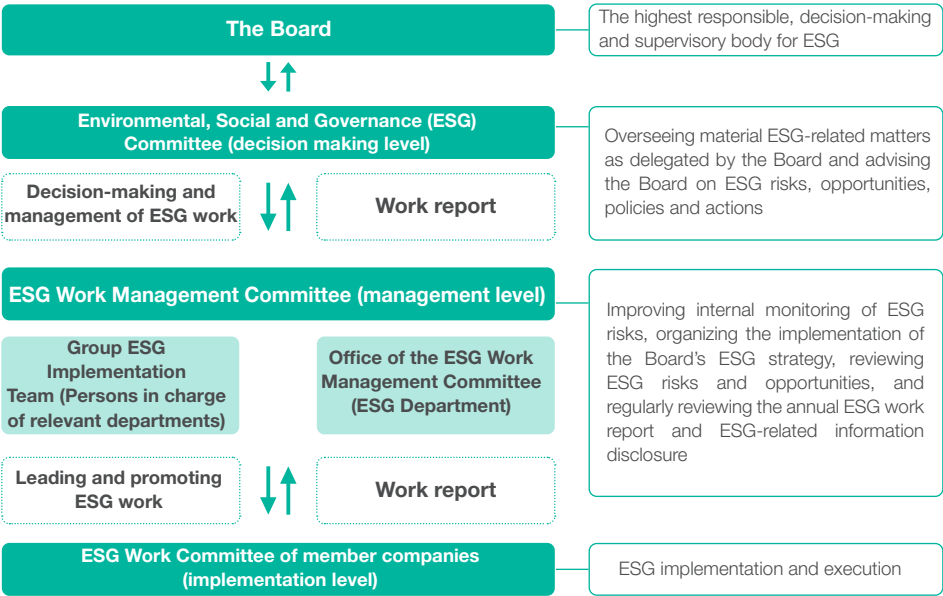 The Board
The highest responsible, decision-making
and supervisory body for ESG
Environmental, Social and Governance (ESG)
Committee (decision making level)
Overseeing material ESG-related matters
as delegated by the Board and advising
the Board on ESG risks, opportunities,
policies and actions
Decision-making and
management of ESG work
Work report
ESG Work Management Committee (management level)
Improving internal monitoring of ESG
risks, organizing the implementation of
the Board's ESG strategy, reviewing
ESG risks and opportunities, and
regularly reviewing the annual ESG work
report and ESG-related information
disclosure
Group ESG
Implementation
Team (Persons in charge
of relevant departments)
Office of the ESG Work
Management Committee
(ESG Department)
Leading and promoting
ESG work
Work report
ESG Work Committee of member companies
(implementation level)
ESG implementation and execution